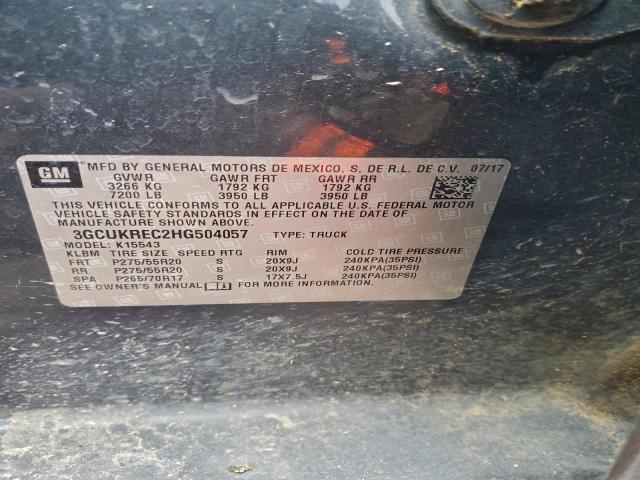 GM
MFD BY GENERAL MOTORS DE MEXICO, S. DE R.L. DE C.V. 07/17
GVWR GAWR FRT GAWR RR
3266 KG 1792 KG 1792 KG
7200 LB 3950 LB 3950 LB
THIS VEHICLE CONFORMS TO ALL APPLICABLE U.S. FEDERAL MOTOR
VEHICLE SAFETY STANDARDS IN EFFECT ON THE DATE OF
MANUFACTURE SHOWN ABOVE.
3GCUKREC2HG504057 TYPE: TRUCK
MODEL: K15543
KLBM TIRE SIZE SPEED RTG RIM COLD TIRE PRESSURE
FRT P275/55R20 S 20X9J 240KPA(35PSI)
RR P275/55R20 S 20X9J 240KPA(35PSI)
SPA P265/70R17 S 17X7.5J 240KPA(35PSI)
SEE OWNER'S MANUAL FOR MORE INFORMATION.